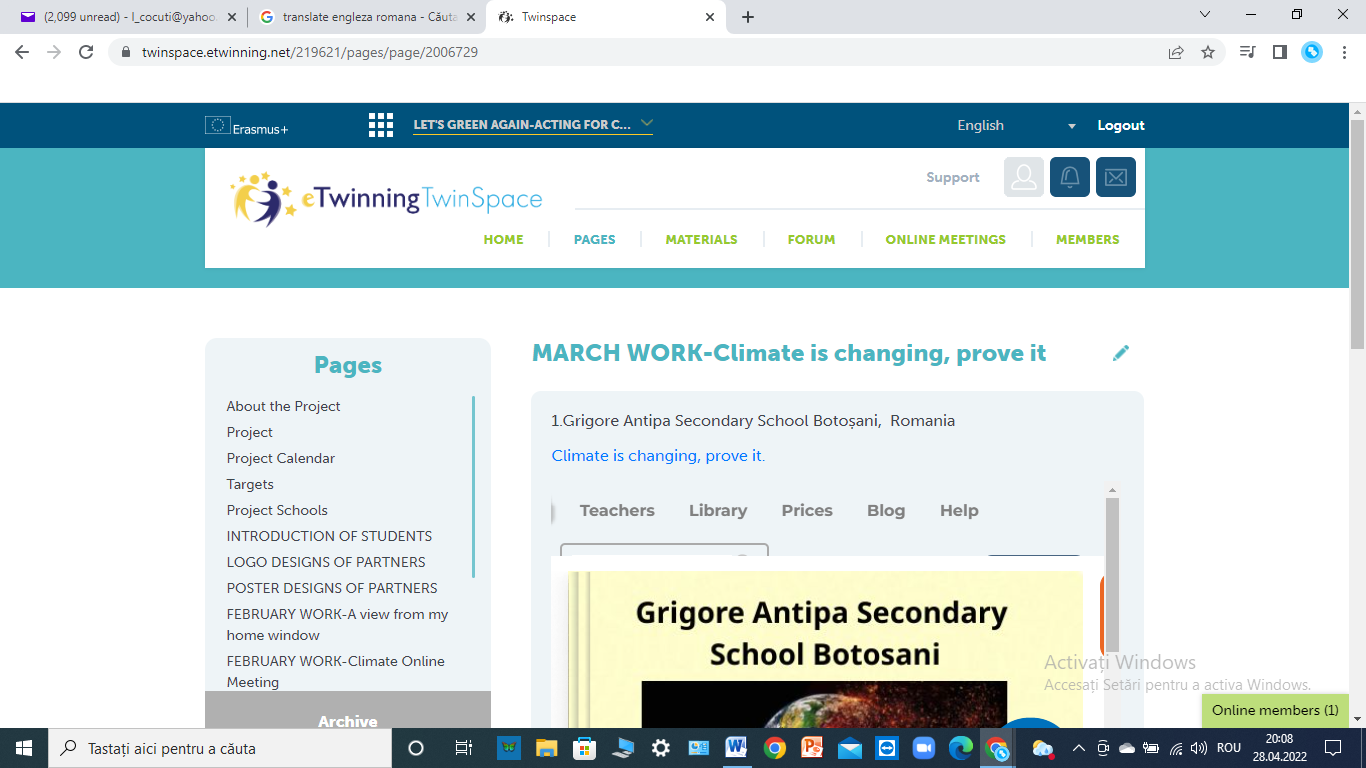 (2,099 unread) - l_cocuti@yahoo.
translate engleza romana - Căuta
Twinspace
twinspace.etwinning.net/219621/pages/page/2006729
Erasmus+
LET'S GREEN AGAIN-ACTING FOR C...
English
Logout
eTwinning TwinSpace
Support
HOME
PAGES
MATERIALS
FORUM
ONLINE MEETINGS
MEMBERS
Pages
About the Project
Project
Project Calendar
Targets
Project Schools
INTRODUCTION OF STUDENTS
LOGO DESIGNS OF PARTNERS
POSTER DESIGNS OF PARTNERS
FEBRUARY WORK-A view from my
home window
FEBRUARY WORK-Climate Online
Meeting
Archive
MARCH WORK-Climate is changing, prove it
1.Grigore Antipa Secondary School Botoșani, Romania
Climate is changing, prove it.
Teachers
Library
Prices
Blog
Help
Grigore Antipa Secondary
School Botosani
Activați Windows
Accesați Setări pentru a activa Windows.
Online members (1)
Tastați aici pentru a căuta
ROU
20:08
28.04.2022